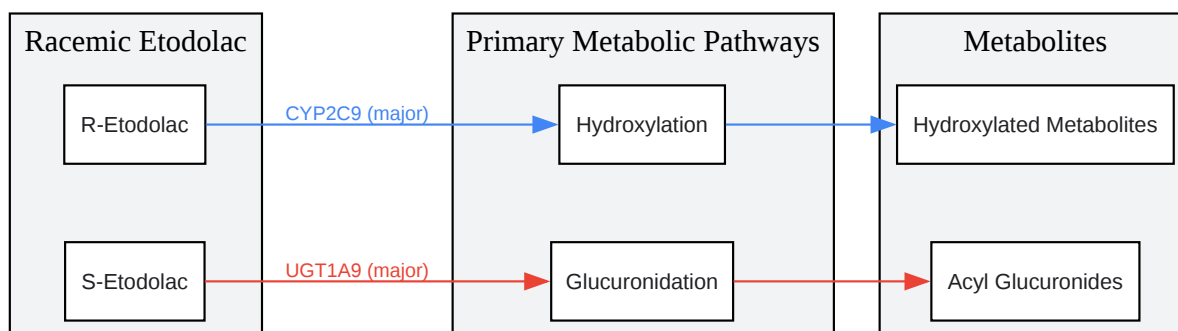 Racemic Etodolac
Primary Metabolic Pathways
Metabolites
R-Etodolac
CYP2C9 (major)
Hydroxylation
Hydroxylated Metabolites
S-Etodolac
UGT1A9 (major)
Glucuronidation
Acyl Glucuronides